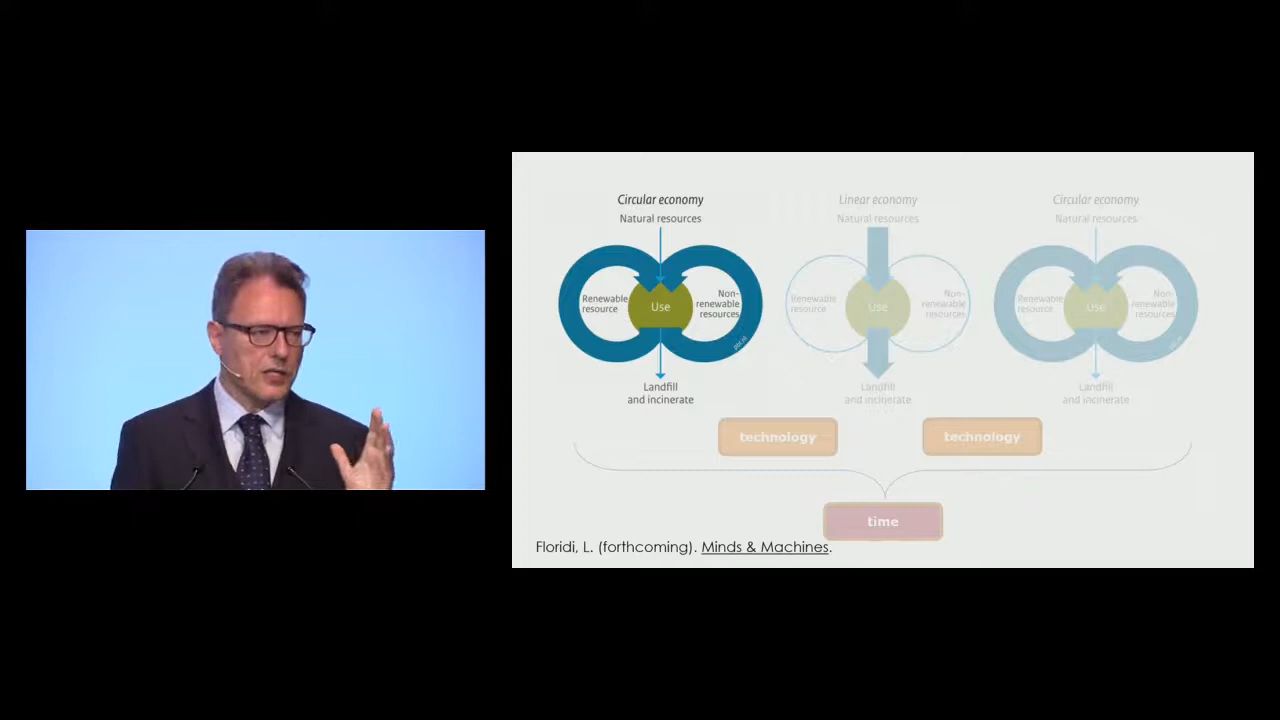 Circular economy
Natural resources
Renewable
resource
Use
Non-
renewable
resources
Landfill
and incinerate
Linear economy
Natural resources
Renewable
resource
Use
Non-
renewable
resources
Landfill
and incinerate
Circular economy
Natural resources
Renewable
resource
Use
Non-
renewable
resources
Landfill
and incinerate
technology
technology
time
Floridi, L. (forthcoming). Minds & Machines.